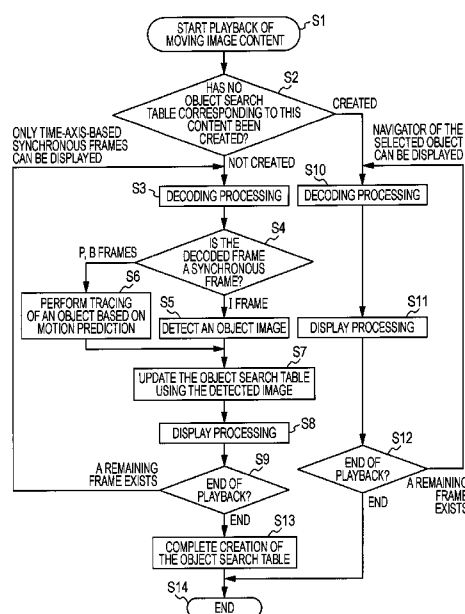 START PLAYBACK OF
MOVING IMAGE CONTENT
S1
S2
HAS NO
OBJECT SEARCH
TABLE CORRESPONDING TO THIS
CONTENT BEEN
CREATED?
CREATED
ONLY TIME-AXIS-BASED
SYNCHRONOUS FRAMES
CAN BE DISPLAYED
NAVIGATOR OF THE
SELECTED OBJECT
CAN BE DISPLAYED
NOT CREATED
S3
DECODING PROCESSING
S10
DECODING PROCESSING
S4
IS THE
DECODED FRAME
A SYNCHRONOUS
FRAME?
P, B FRAMES
I FRAME
S6
PERFORM TRACING
OF AN OBJECT BASED ON
MOTION PREDICTION
S5
DETECT AN OBJECT IMAGE
S11
DISPLAY PROCESSING
S7
UPDATE THE OBJECT SEARCH TABLE
USING THE DETECTED IMAGE
S8
DISPLAY PROCESSING
S9
END OF
PLAYBACK?
A REMAINING
FRAME EXISTS
END
S12
END OF
PLAYBACK?
A REMAINING
FRAME
EXISTS
END
S13
COMPLETE CREATION OF
THE OBJECT SEARCH TABLE
S14
END